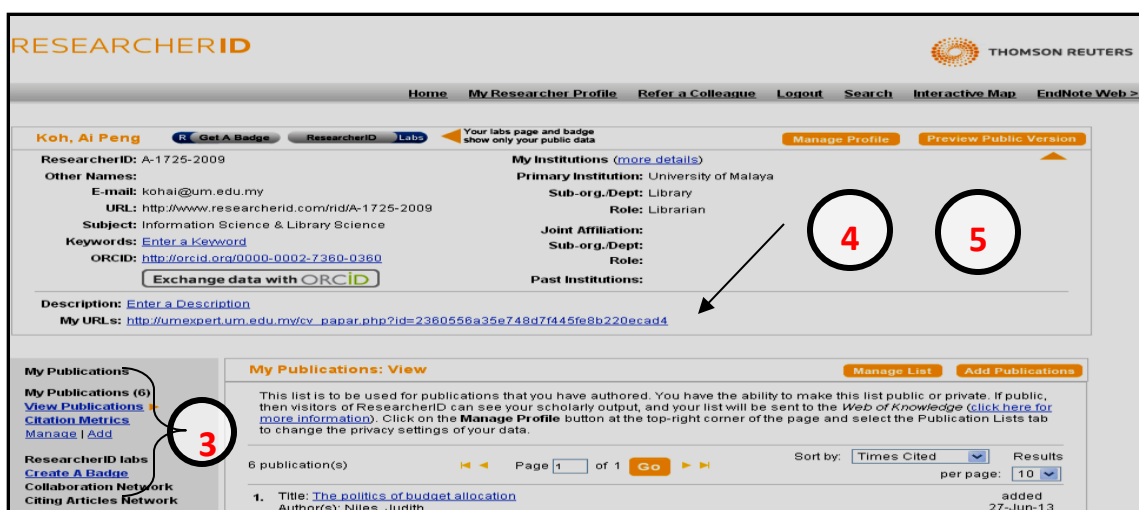 RESEARCHERID
THOMSON REUTERS
Home My Researcher Profile Refer a Colleague Logout Search Interactive Map EndNote Web >
Koh, Ai Peng R Get A Badge ResearcherID Labs Your labs page and badge show only your public data Manage Profile Preview Public Version
ResearcherID: A-1725-2009
Other Names:
E-mail: kohai@um.edu.my
URL: http://www.researcherid.com/rid/A-1725-2009
Subject: Information Science & Library Science
Keywords: Enter a Keyword
ORCID: http://orcid.org/0000-0002-7360-0360
Exchange data with ORCID
My Institutions (more details)
Primary Institution: University of Malaya
Sub-org./Dept: Library
Role: Librarian
Joint Affiliation:
Sub-org./Dept:
Role:
Past Institutions:
4
5
Description: Enter a Description
My URLs: http://umexpert.um.edu.my/cv_papar.php?id=2360556a35e748d7f445fe8b220ecad4
My Publications
My Publications (6)
View Publications
Citation Metrics
Manage | Add
ResearcherID labs
Create A Badge
Collaboration Network
Citing Articles Network
3
My Publications: View Manage List Add Publications
This list is to be used for publications that you have authored. You have the ability to make this list public or private. If public,
then visitors of ResearcherID can see your scholarly output, and your list will be sent to the Web of Knowledge (click here for
more information). Click on the Manage Profile button at the top-right corner of the page and select the Publication Lists tab
to change the privacy settings of your data.
6 publication(s) Page 1 of 1 Go Sort by: Times Cited Results
per page: 10
1. Title: The politics of budget allocation added
Author(s): Niles, Judith 27-Jun-13